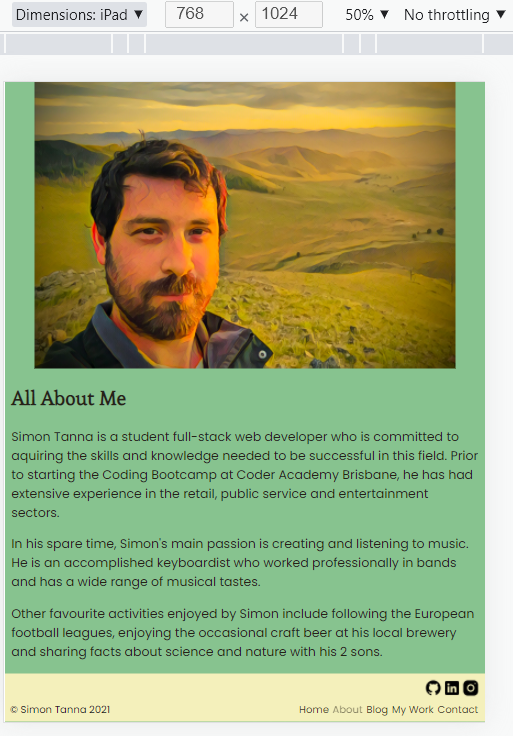 Dimensions: iPad ▼ 768 × 1024 50% ▼ No throttling ▼
All About Me
Simon Tanna is a student full-stack web developer who is committed to
aquiring the skills and knowledge needed to be successful in this field. Prior
to starting the Coding Bootcamp at Coder Academy Brisbane, he has had
extensive experience in the retail, public service and entertainment
sectors.
In his spare time, Simon's main passion is creating and listening to music.
He is an accomplished keyboardist who worked professionally in bands
and has a wide range of musical tastes.
Other favourite activities enjoyed by Simon include following the European
football leagues, enjoying the occasional craft beer at his local brewery
and sharing facts about science and nature with his 2 sons.
© Simon Tanna 2021 Home About Blog My Work Contact